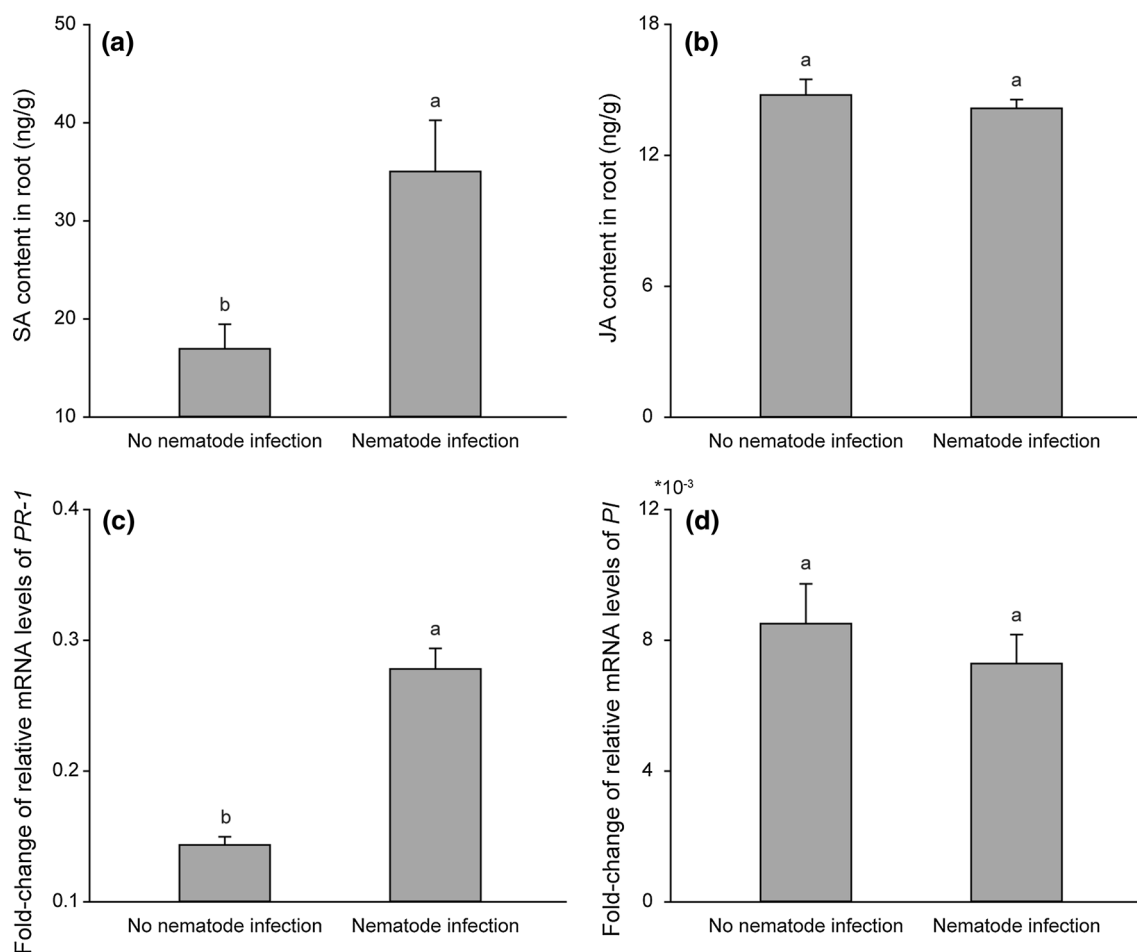 (a)
SA content in root (ng/g)
50
40
30
20
10
b
a
No nematode infection
Nematode infection
(b)
JA content in root (ng/g)
18
12
6
0
a
a
No nematode infection
Nematode infection
(c)
Fold-change of relative mRNA levels of PR-1
0.4
0.3
0.2
0.1
b
a
No nematode infection
Nematode infection
(d)
Fold-change of relative mRNA levels of PI
*10-3
12
8
4
0
a
a
No nematode infection
Nematode infection